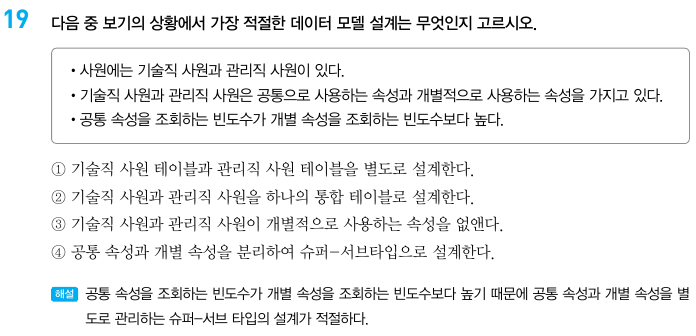 19 다음 중 보기의 상황에서 가장 적절한 데이터 모델 설계는 무엇인지 고르시오.
• 사원에는 기술직 사원과 관리직 사원이 있다.
• 기술직 사원과 관리직 사원은 공통으로 사용하는 속성과 개별적으로 사용하는 속성을 가지고 있다.
• 공통 속성을 조회하는 빈도수가 개별 속성을 조회하는 빈도수보다 높다.
① 기술직 사원 테이블과 관리직 사원 테이블을 별도로 설계한다.
② 기술직 사원과 관리직 사원을 하나의 통합 테이블로 설계한다.
③ 기술직 사원과 관리직 사원이 개별적으로 사용하는 속성을 없앤다.
④ 공통 속성과 개별 속성을 분리하여 슈퍼-서브타입으로 설계한다.
해설 공통 속성을 조회하는 빈도수가 개별 속성을 조회하는 빈도수보다 높기 때문에 공통 속성과 개별 속성을 별
도로 관리하는 슈퍼-서브 타입의 설계가 적절하다.